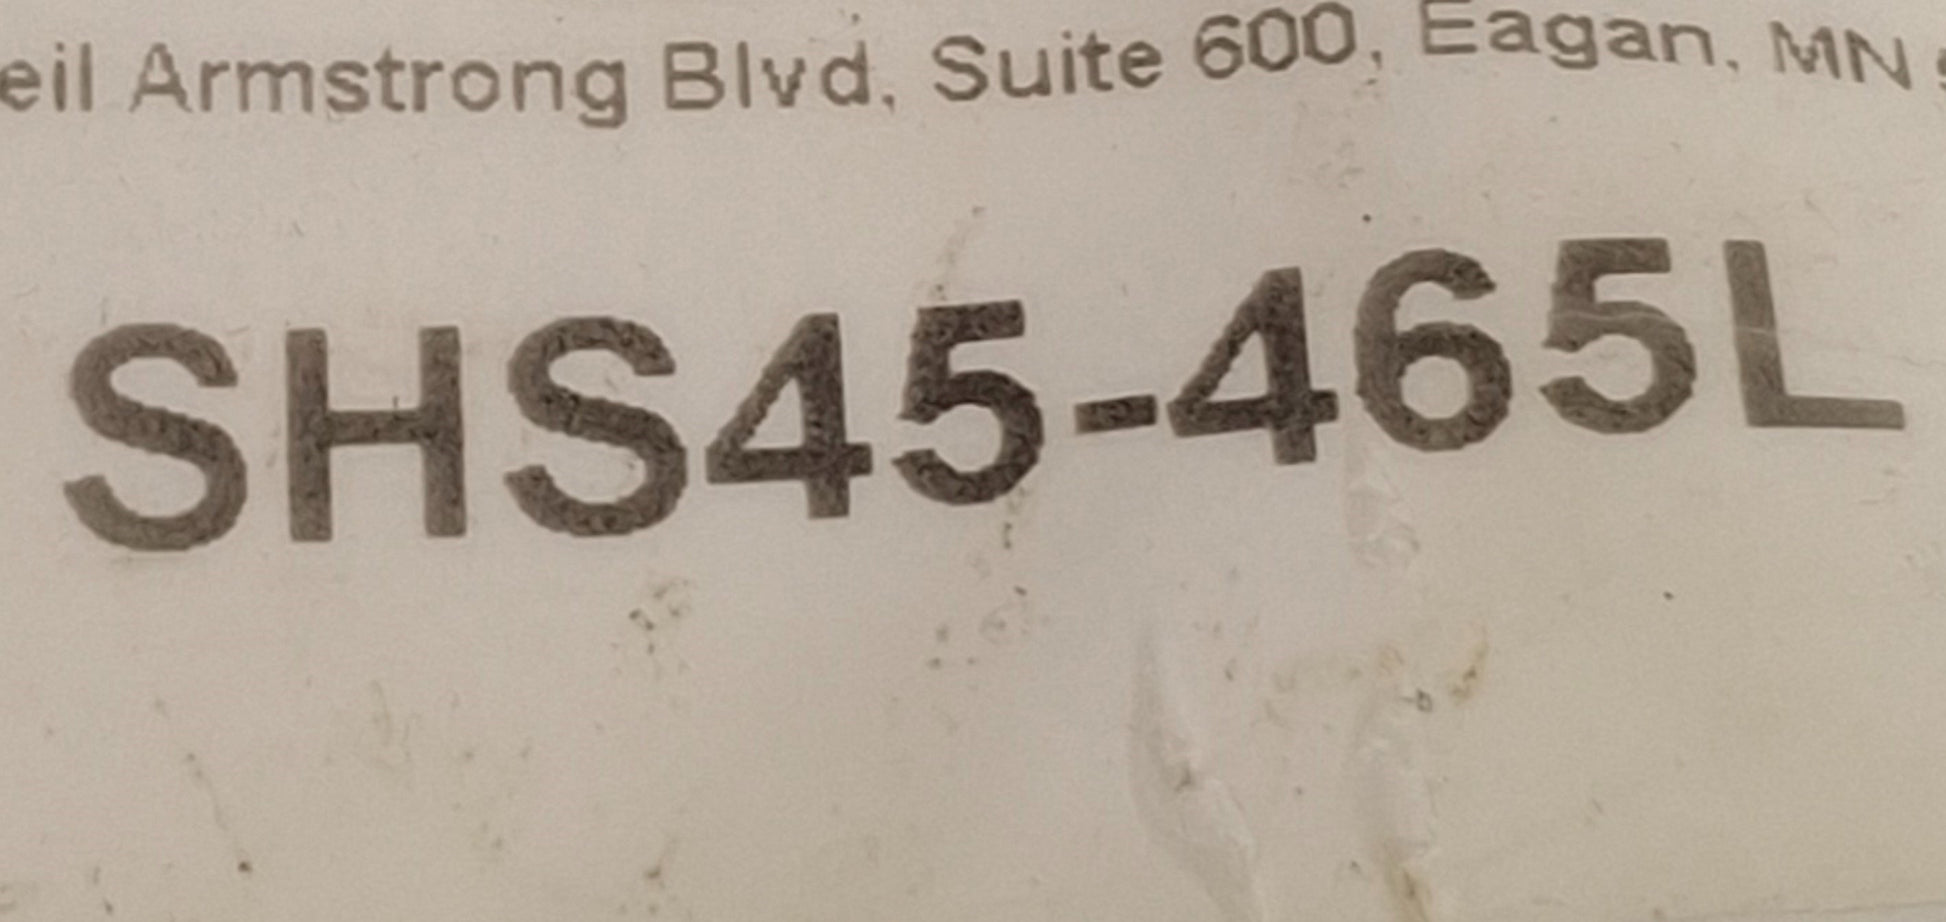 eil Armstrong Blvd, Suite 600, Eagan, MN
SHS45-465L